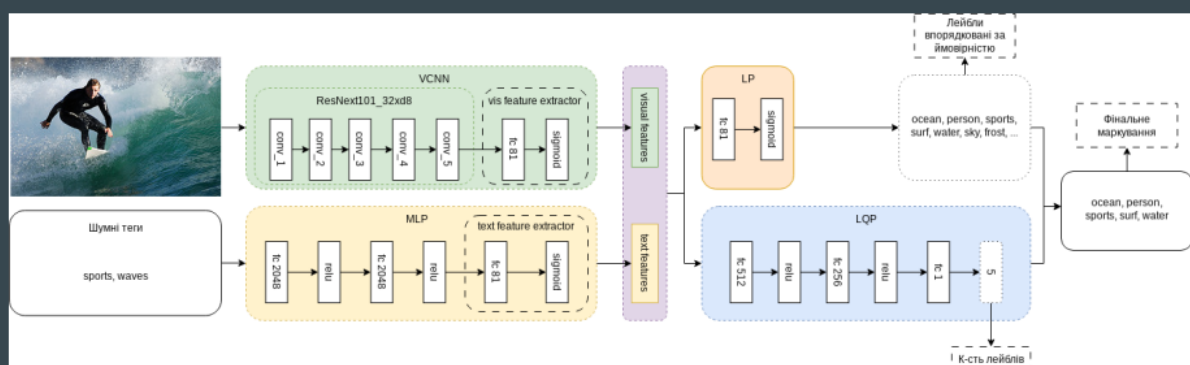 Лейбли
впорядковані за
ймовірністю
VCNN
ResNext101_32xd8
conv_1
conv_2
conv_3
conv_4
conv_5
vis feature extractor
fc 81
sigmoid
visual features
LP
fc 81
sigmoid
ocean, person, sports,
surf, water, sky, frost, ...
Фінальне
маркування
Шумні теги
sports, waves
MLP
fc 2048
relu
fc 2048
relu
text feature extractor
fc 81
sigmoid
text features
LQP
fc 512
relu
fc 256
relu
fc 1
5
ocean, person,
sports, surf, water
К-сть лейблів